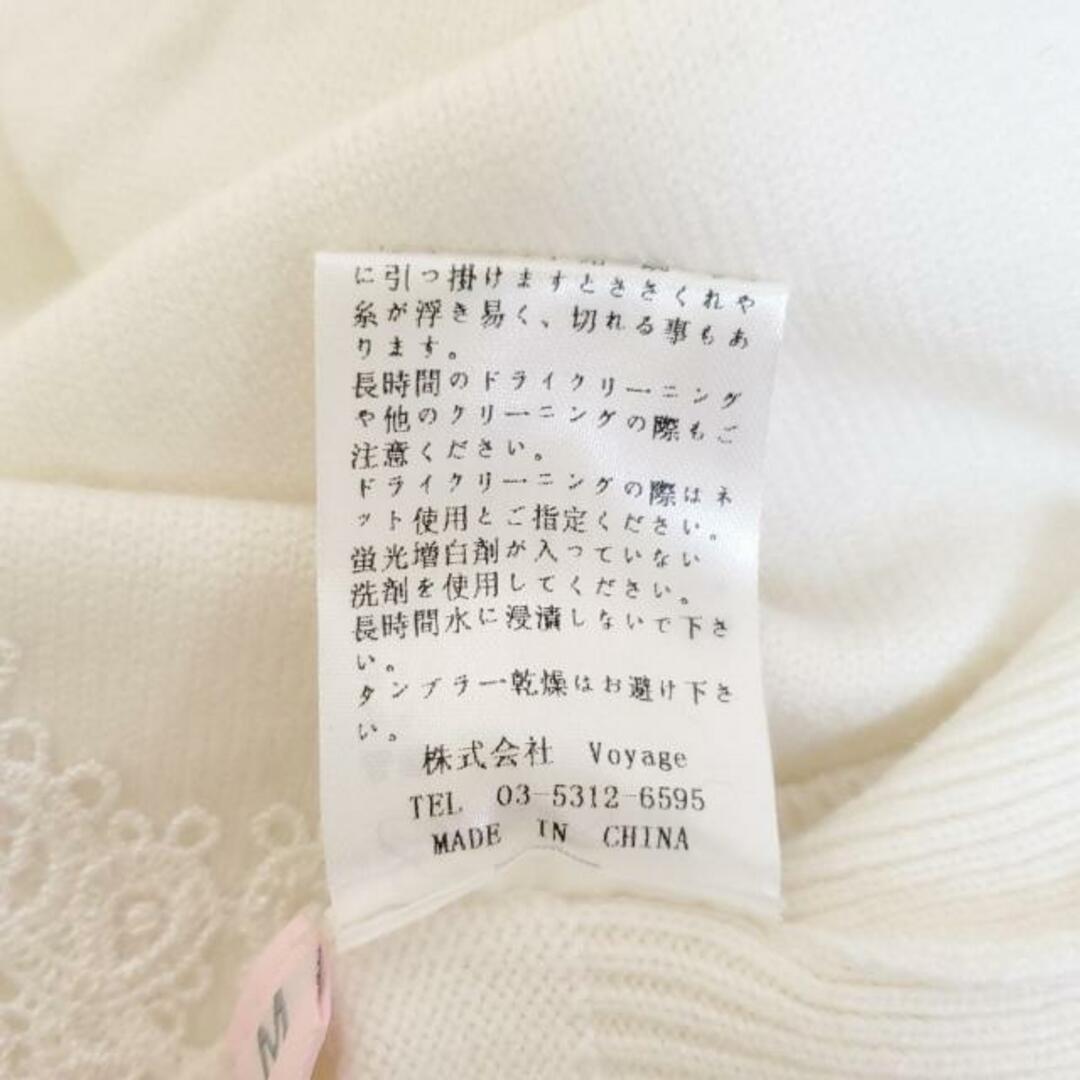 に引っ掛けますとささくれや
糸が浮き易く、切れる事もあ
ります。
長時間のドライクリーニング
や他のクリーニングの際もご
注意ください。
ドライクリーニングの際はネ
ット使用とご指定ください。
蛍光増白剤が入っていない
洗剤を使用してください。
長時間水に浸漬しないで下さ
い。
タンブラー乾燥はお避け下さ
い。
株式会社 Voyage
TEL 03-5312-6595
MADE IN CHINA
M